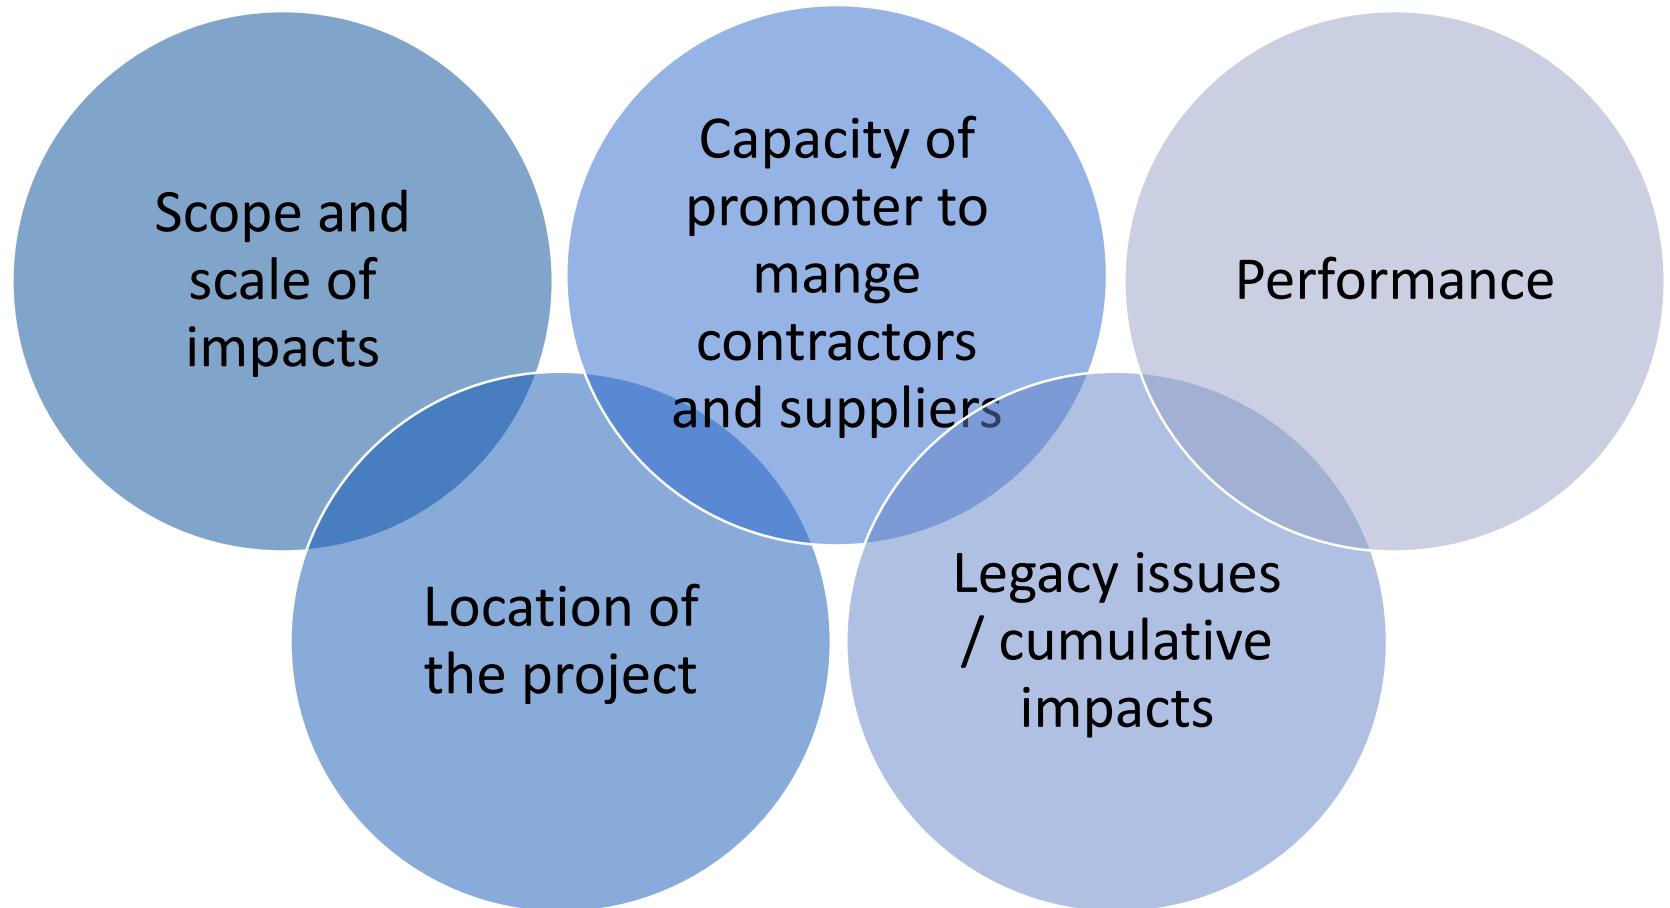 Scope and
scale of
impacts
Location of
the project
Capacity of
promoter to
mange
contractors
and suppliers
Legacy issues
/ cumulative
impacts
Performance